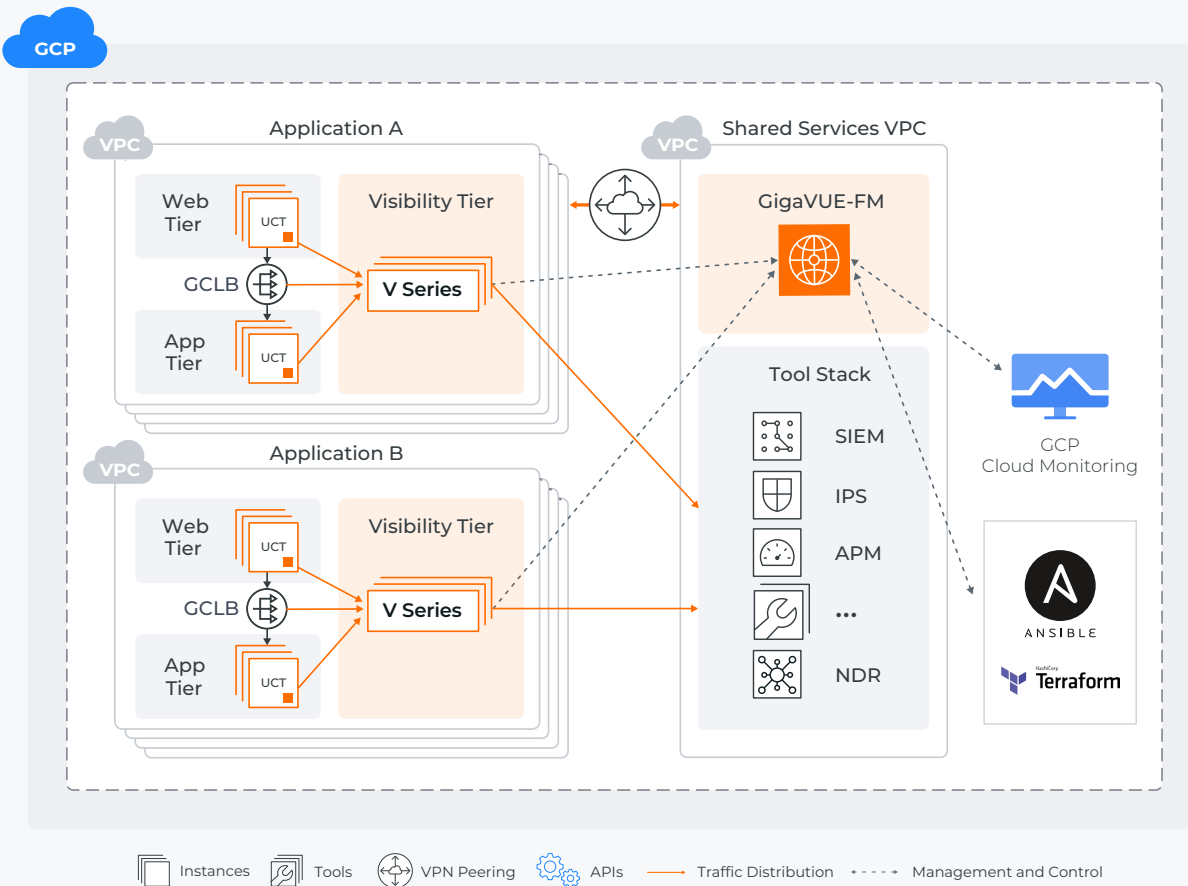 GCP
VPC
Application A
Web
Tier
UCT
GCLB
App
Tier
UCT
Visibility Tier
V Series
VPC
Application B
Web
Tier
UCT
GCLB
App
Tier
UCT
Visibility Tier
V Series
VPC
Shared Services VPC
GigaVUE-FM
Tool Stack
SIEM
IPS
APM
...
NDR
GCP
Cloud Monitoring
ANSIBLE
HashiCorp
Terraform
Instances
Tools
VPN Peering
APIs
Traffic Distribution
Management and Control